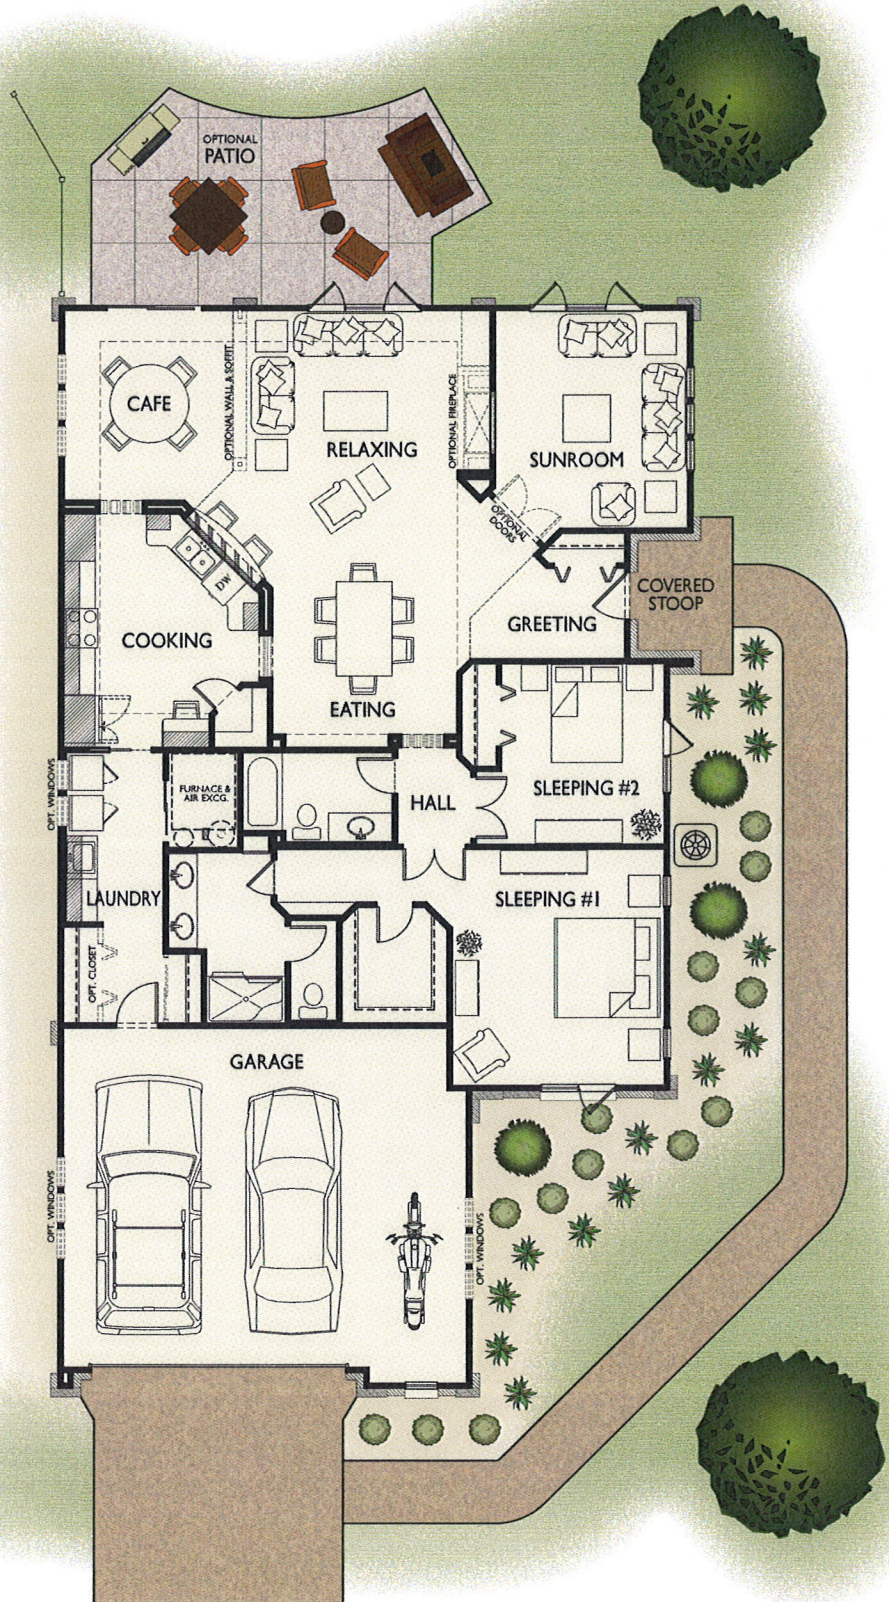 OPTIONAL
PATIO
CAFE
OPTIONAL WALL & SOFFIT
RELAXING
OPTIONAL FIREPLACE
SUNROOM
OPTIONAL
DOORS
DW
COOKING
EATING
GREETING
COVERED
STOOP
OPT. WINDOWS
FURNACE &
AIR EXCG.
HALL
SLEEPING #2
LAUNDRY
SLEEPING #1
OPT. CLOSET
GARAGE
OPT. WINDOWS
OPT. WINDOWS